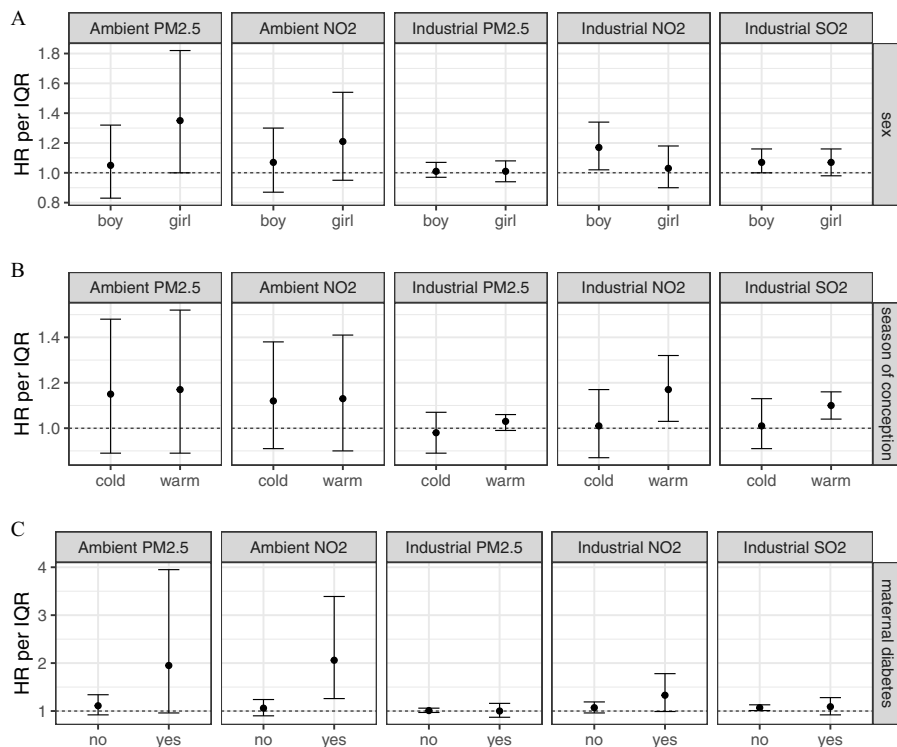 A
Ambient PM2.5 Ambient NO2 Industrial PM2.5 Industrial NO2 Industrial SO2
HR per IQR
1.8
1.6
1.4
1.2
1.0
0.8
sex
boy girl boy girl boy girl boy girl boy girl
B
Ambient PM2.5 Ambient NO2 Industrial PM2.5 Industrial NO2 Industrial SO2
HR per IQR
1.4
1.2
1.0
season of conception
cold warm cold warm cold warm cold warm cold warm
C
Ambient PM2.5 Ambient NO2 Industrial PM2.5 Industrial NO2 Industrial SO2
HR per IQR
4
3
2
1
maternal diabetes
no yes no yes no yes no yes no yes